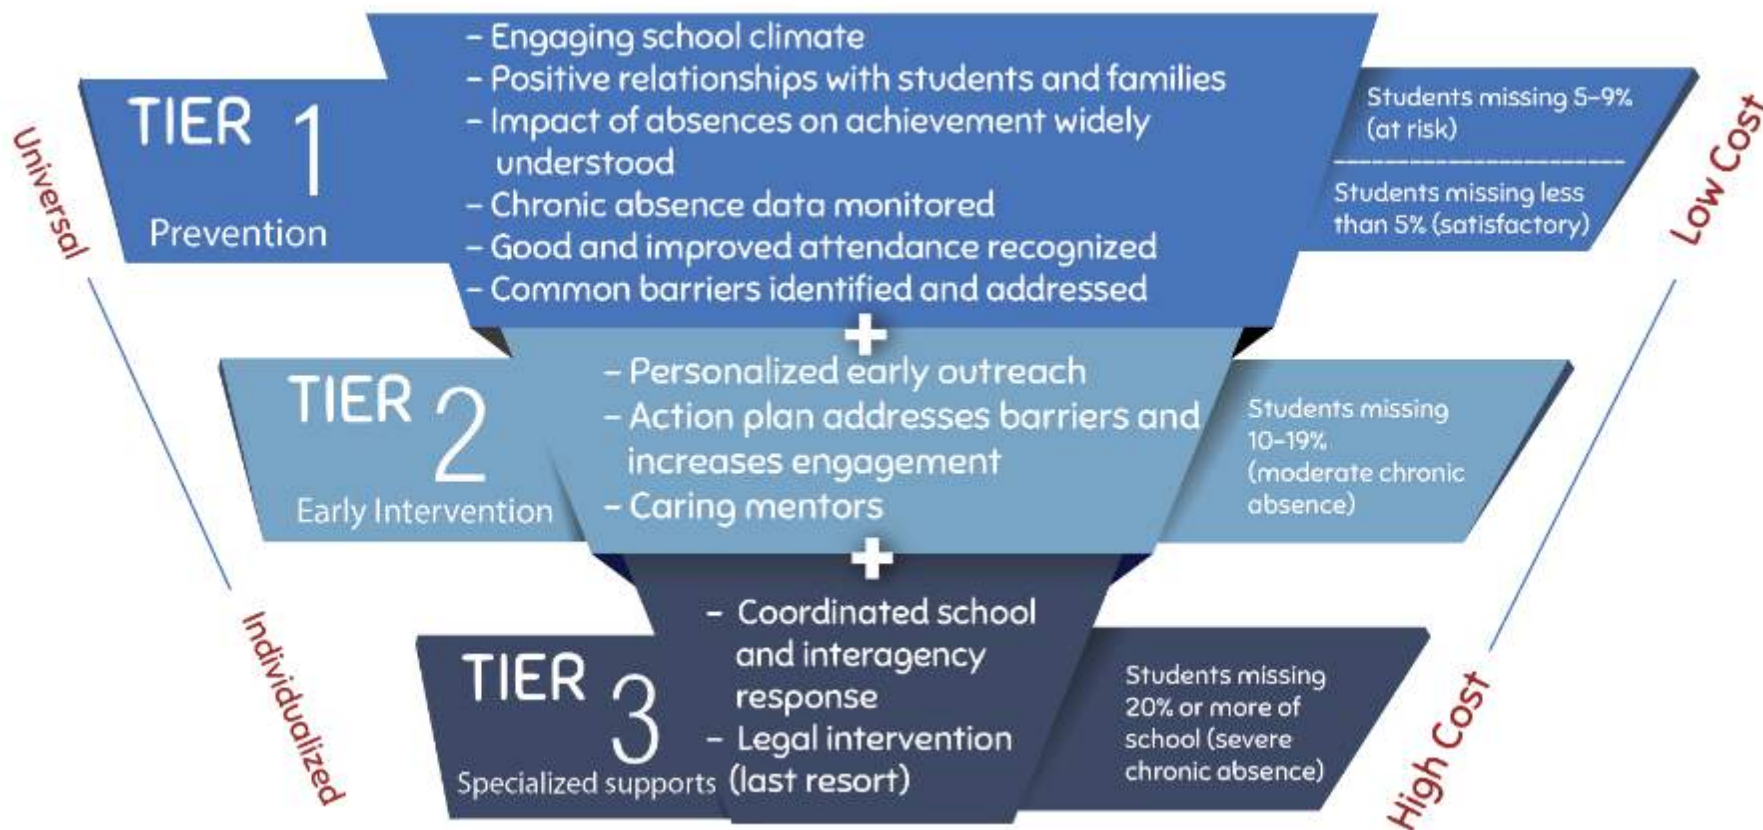 Universal
Individualized
TIER 1
Prevention
- Engaging school climate
- Positive relationships with students and families
- Impact of absences on achievement widely
understood
- Chronic absence data monitored
- Good and improved attendance recognized
- Common barriers identified and addressed
Students missing 5-9%
(at risk)
Students missing less
than 5% (satisfactory)
+
TIER 2
Early Intervention
- Personalized early outreach
- Action plan addresses barriers and
increases engagement
- Caring mentors
Students missing
10-19%
(moderate chronic
absence)
+
TIER 3
Specialized supports
- Coordinated school
and interagency
response
- Legal intervention
(last resort)
Students missing
20% or more of
school (severe
chronic absence)
Low Cost
High Cost